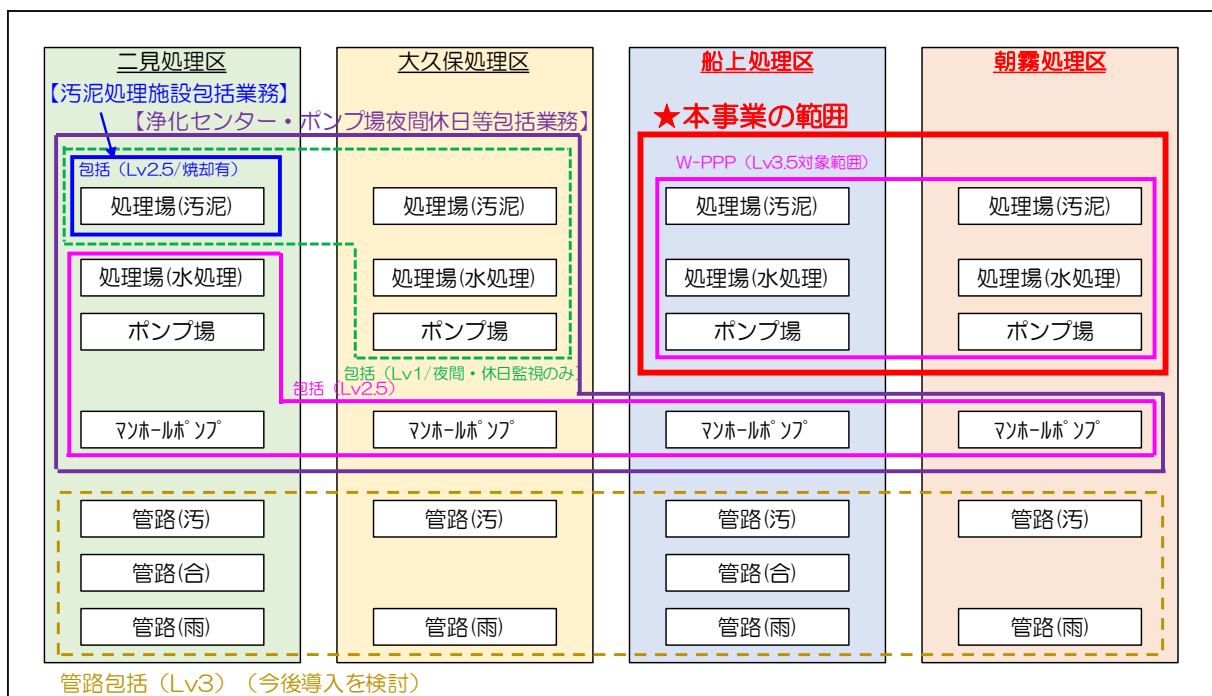 二見処理区
大久保処理区
船上処理区
朝霧処理区
【汚泥処理施設包括業務】
【浄化センター・ポンプ場夜間休日等包括業務】
★本事業の範囲
包括（Lv2.5/焼却有）
W-PPP（Lv3.5対象範囲）
処理場(汚泥)
処理場(汚泥)
処理場(汚泥)
処理場(汚泥)
処理場(水処理)
処理場(水処理)
処理場(水処理)
処理場(水処理)
ポンプ場
ポンプ場
ポンプ場
ポンプ場
包括（Lv1/夜間・休日監視のみ）
包括（Lv2.5）
ﾏﾝﾎｰﾙﾎﾟﾝﾌﾟ
ﾏﾝﾎｰﾙﾎﾟﾝﾌﾟ
ﾏﾝﾎｰﾙﾎﾟﾝﾌﾟ
ﾏﾝﾎｰﾙﾎﾟﾝﾌﾟ
管路(汚)
管路(汚)
管路(汚)
管路(汚)
管路(合)
管路(合)
管路(雨)
管路(雨)
管路(雨)
管路(雨)
管路包括（Lv3）（今後導入を検討）